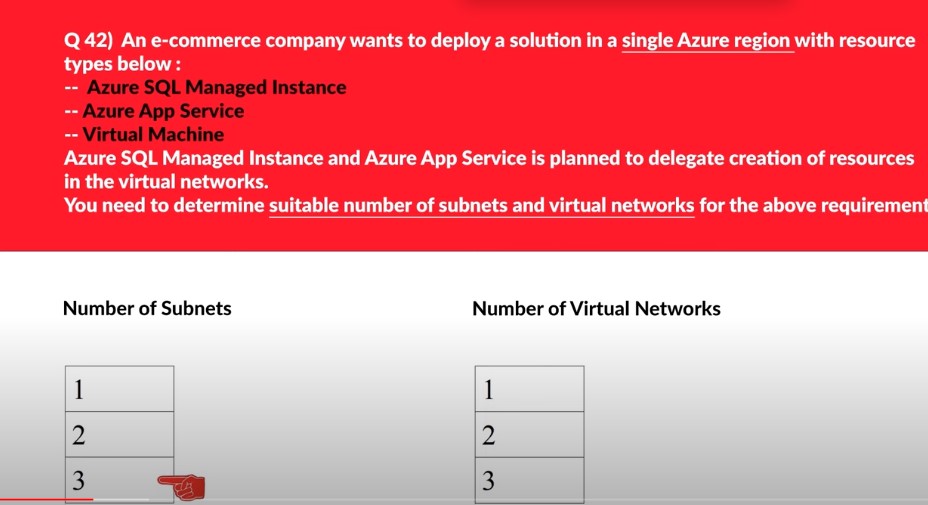 Q 42) An e-commerce company wants to deploy a solution in a single Azure region with resource
types below :
-- Azure SQL Managed Instance
-- Azure App Service
-- Virtual Machine
Azure SQL Managed Instance and Azure App Service is planned to delegate creation of resources
in the virtual networks.
You need to determine suitable number of subnets and virtual networks for the above requirement
Number of Subnets
Number of Virtual Networks
1
1
2
2
3
3